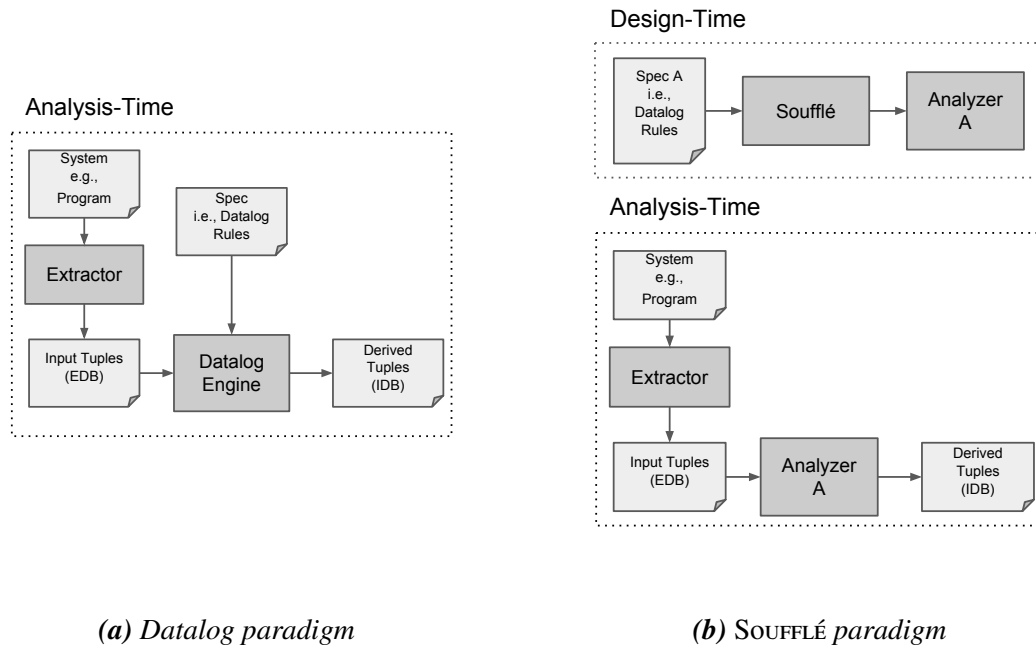 Analysis-Time
System
e.g.,
Program
Spec
i.e., Datalog
Rules
Extractor
Input Tuples
(EDB)
Datalog
Engine
Derived
Tuples
(IDB)
(a) Datalog paradigm
Design-Time
Spec A
i.e.,
Datalog
Rules
Soufflé
Analyzer
A
Analysis-Time
System
e.g.,
Program
Extractor
Input Tuples
(EDB)
Analyzer
A
Derived
Tuples
(IDB)
(b) SOUFFLÉ paradigm